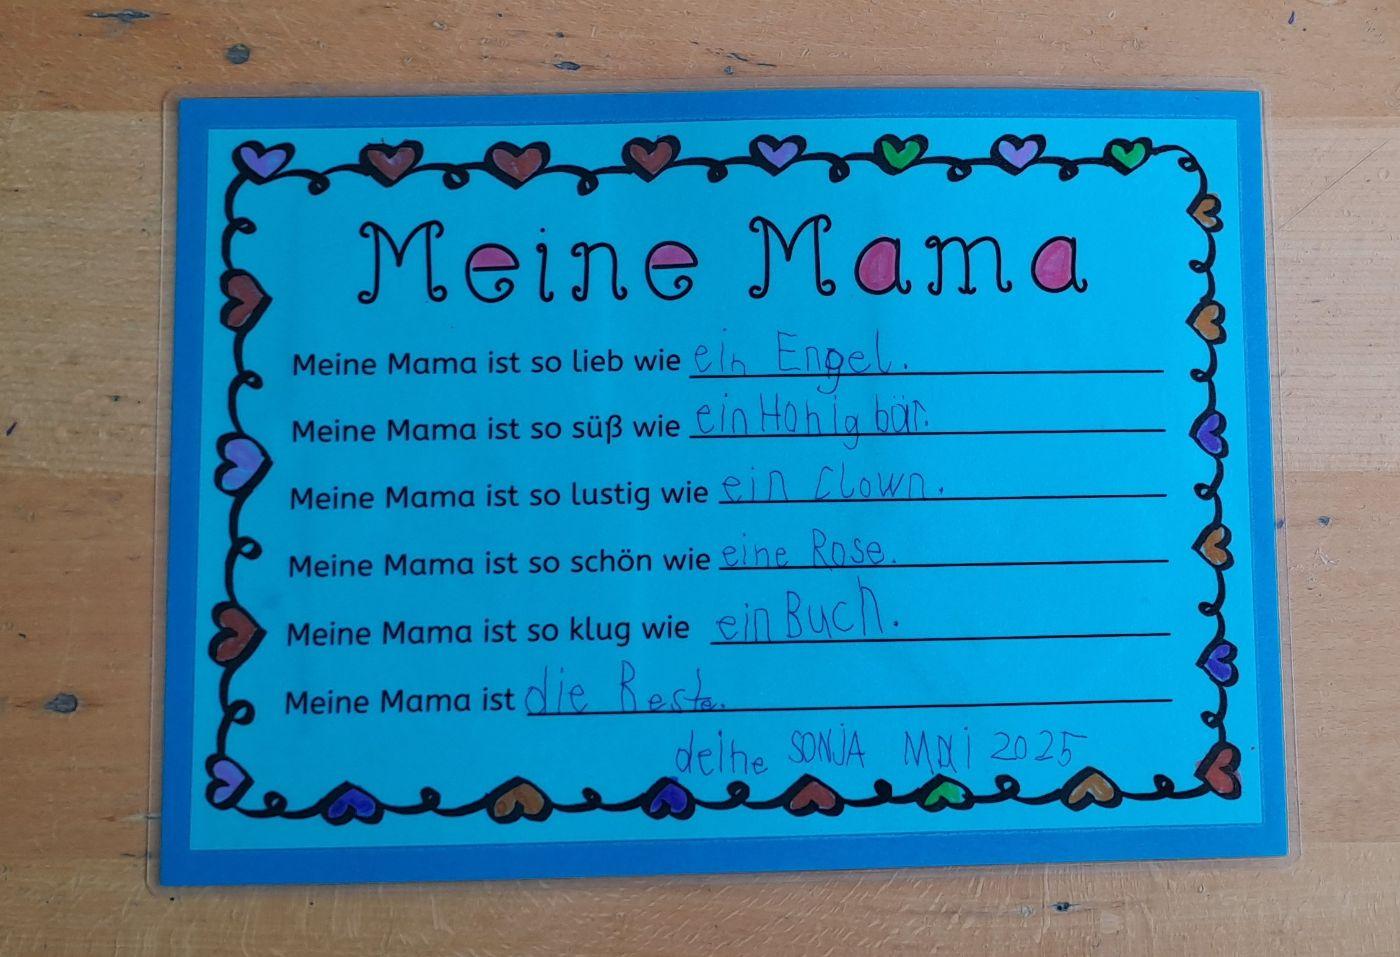 Meine Mama
Meine Mama ist so lieb wie ein Engel.
Meine Mama ist so süß wie ein Honig bär.
Meine Mama ist so lustig wie ein Clown.
Meine Mama ist so schön wie eine Rose.
Meine Mama ist so klug wie ein Buch.
Meine Mama ist die Beste.
deine SONJA MAI 2025